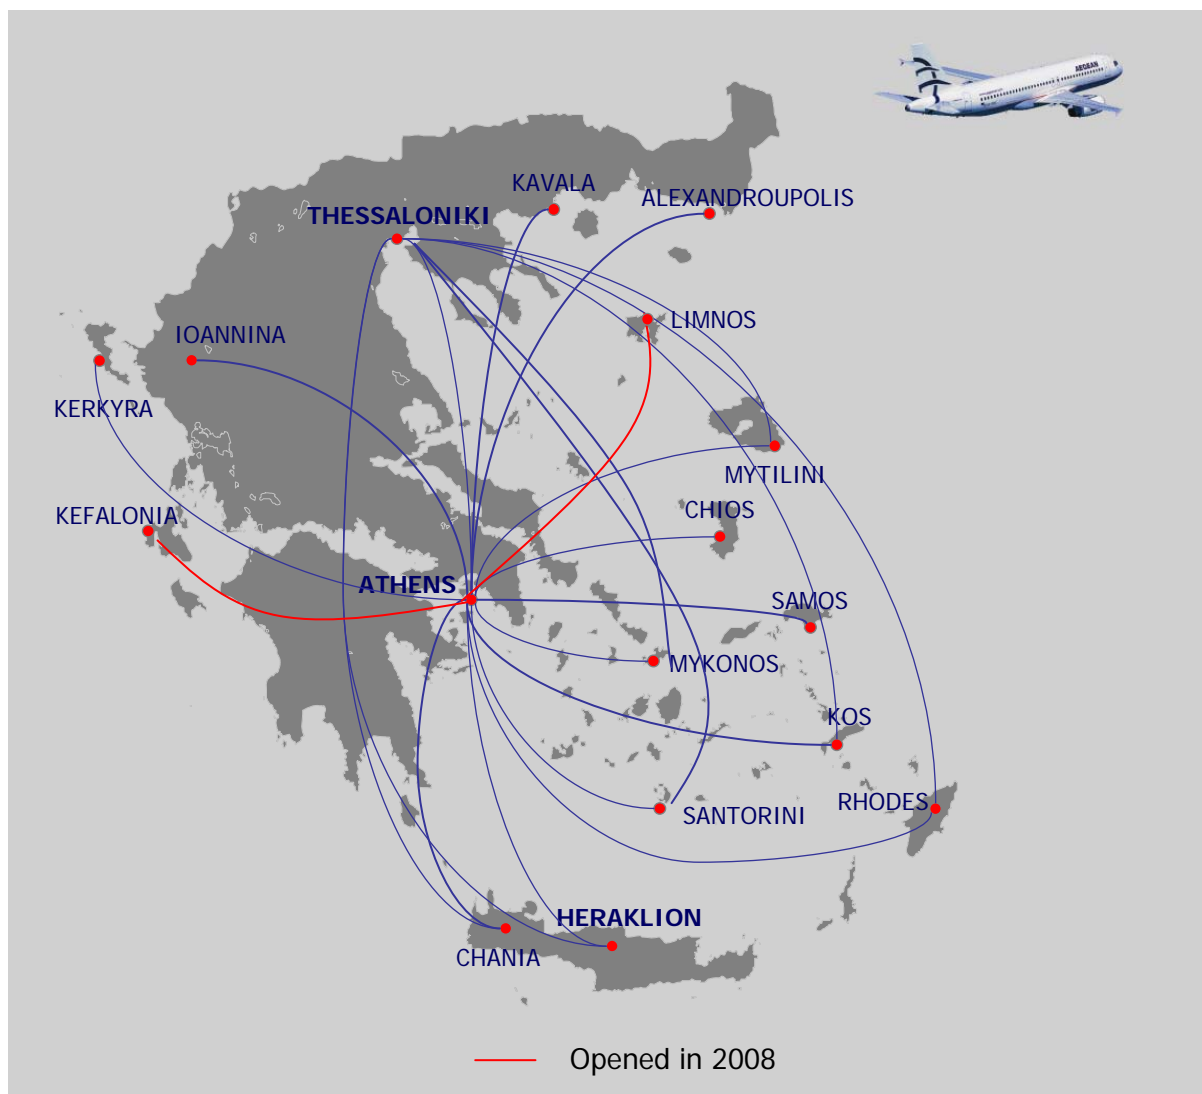 AEGEAN
KAVALA
ALEXANDROUPOLIS
THESSALONIKI
LIMNOS
IOANNINA
KERKYRA
MYTILINI
CHIOS
KEFALONIA
ATHENS
SAMOS
MYKONOS
KOS
RHODES
SANTORINI
HERAKLION
CHANIA
Opened in 2008